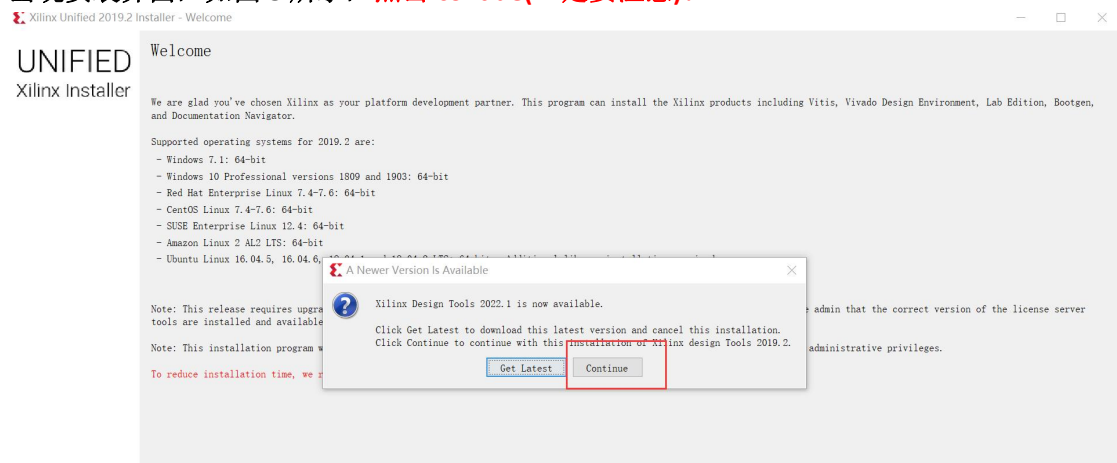 Xilinx Unified 2019.2 Installer - Welcome
UNIFIED
Xilinx Installer
Welcome
We are glad you've chosen Xilinx as your platform development partner. This program can install the Xilinx products including Vitis, Vivado Design Environment, Lab Edition, Bootgen,
and Documentation Navigator.
Supported operating systems for 2019.2 are:
- Windows 7.1: 64-bit
- Windows 10 Professional versions 1809 and 1903: 64-bit
- Red Hat Enterprise Linux 7.4-7.6: 64-bit
- CentOS Linux 7.4-7.6: 64-bit
- SUSE Enterprise Linux 12.4: 64-bit
- Amazon Linux 2 AL2 LTS: 64-bit
- Ubuntu Linux 16.04.5, 16.04.6,
A Newer Version Is Available
Xilinx Design Tools 2022.1 is now available.
Click Get Latest to download this latest version and cancel this installation.
Click Continue to continue with this installation of Xilinx design Tools 2019.2.
Get Latest
Continue
Note: This release requires upgra
e admin that the correct version of the license server
tools are installed and available
Note: This installation program w
administrative privileges.
To reduce installation time, we r